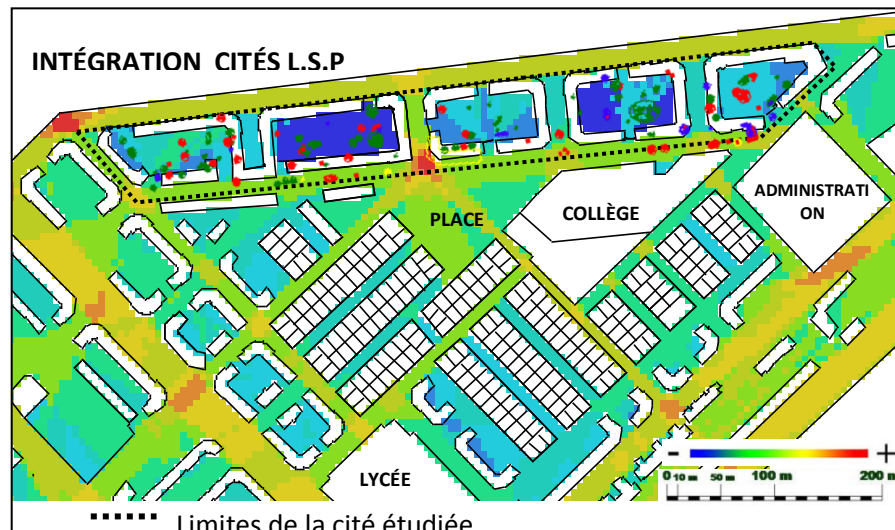 INTÉGRATION CITÉS L.S.P
PLACE
COLLÈGE
ADMINISTRATI
ON
LYCÉE
- +
0 10 m 50 m 100 m 200 m
Limites de la cité étudiée